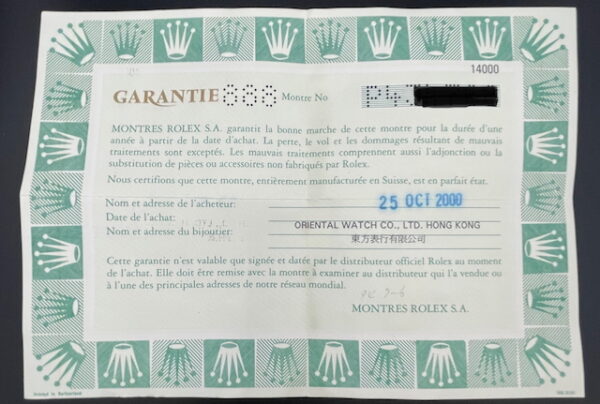 14000
GARANTIE 888 Montre No
MONTRES ROLEX S.A. garantit la bonne marche de cette montre pour la durée d'une
année à partir de la date d'achat. La perte, le vol et les dommages résultant de mauvais
traitements sont exceptés. Les mauvais traitements comprennent aussi l'adjonction ou la
substitution de pièces ou accessoires non fabriqués par Rolex.
Nous certifions que cette montre, entièrement manufacturée en Suisse, est en parfait état.
Nom et adresse de l'acheteur:
25 OCT 2000
Date de l'achat:
ORIENTAL WATCH CO., LTD. HONG KONG
Nom et adresse du bijoutier:
東方表行有限公司
Cette garantie n'est valable que signée et datée par le distributeur officiel Rolex au moment
de l'achat. Elle doit être remise avec la montre à examiner au distributeur qui l'a vendue ou
à l'une des principales adresses de notre réseau mondial.
MONTRES ROLEX S.A.
Printed in Switzerland